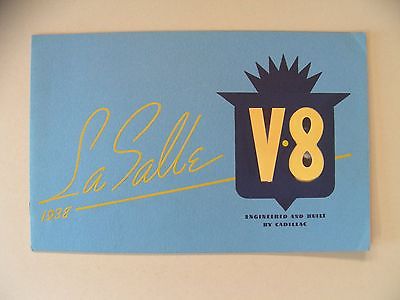 La Salle
1938
V·8
ENGINEERED AND BUILT
BY CADILLAC